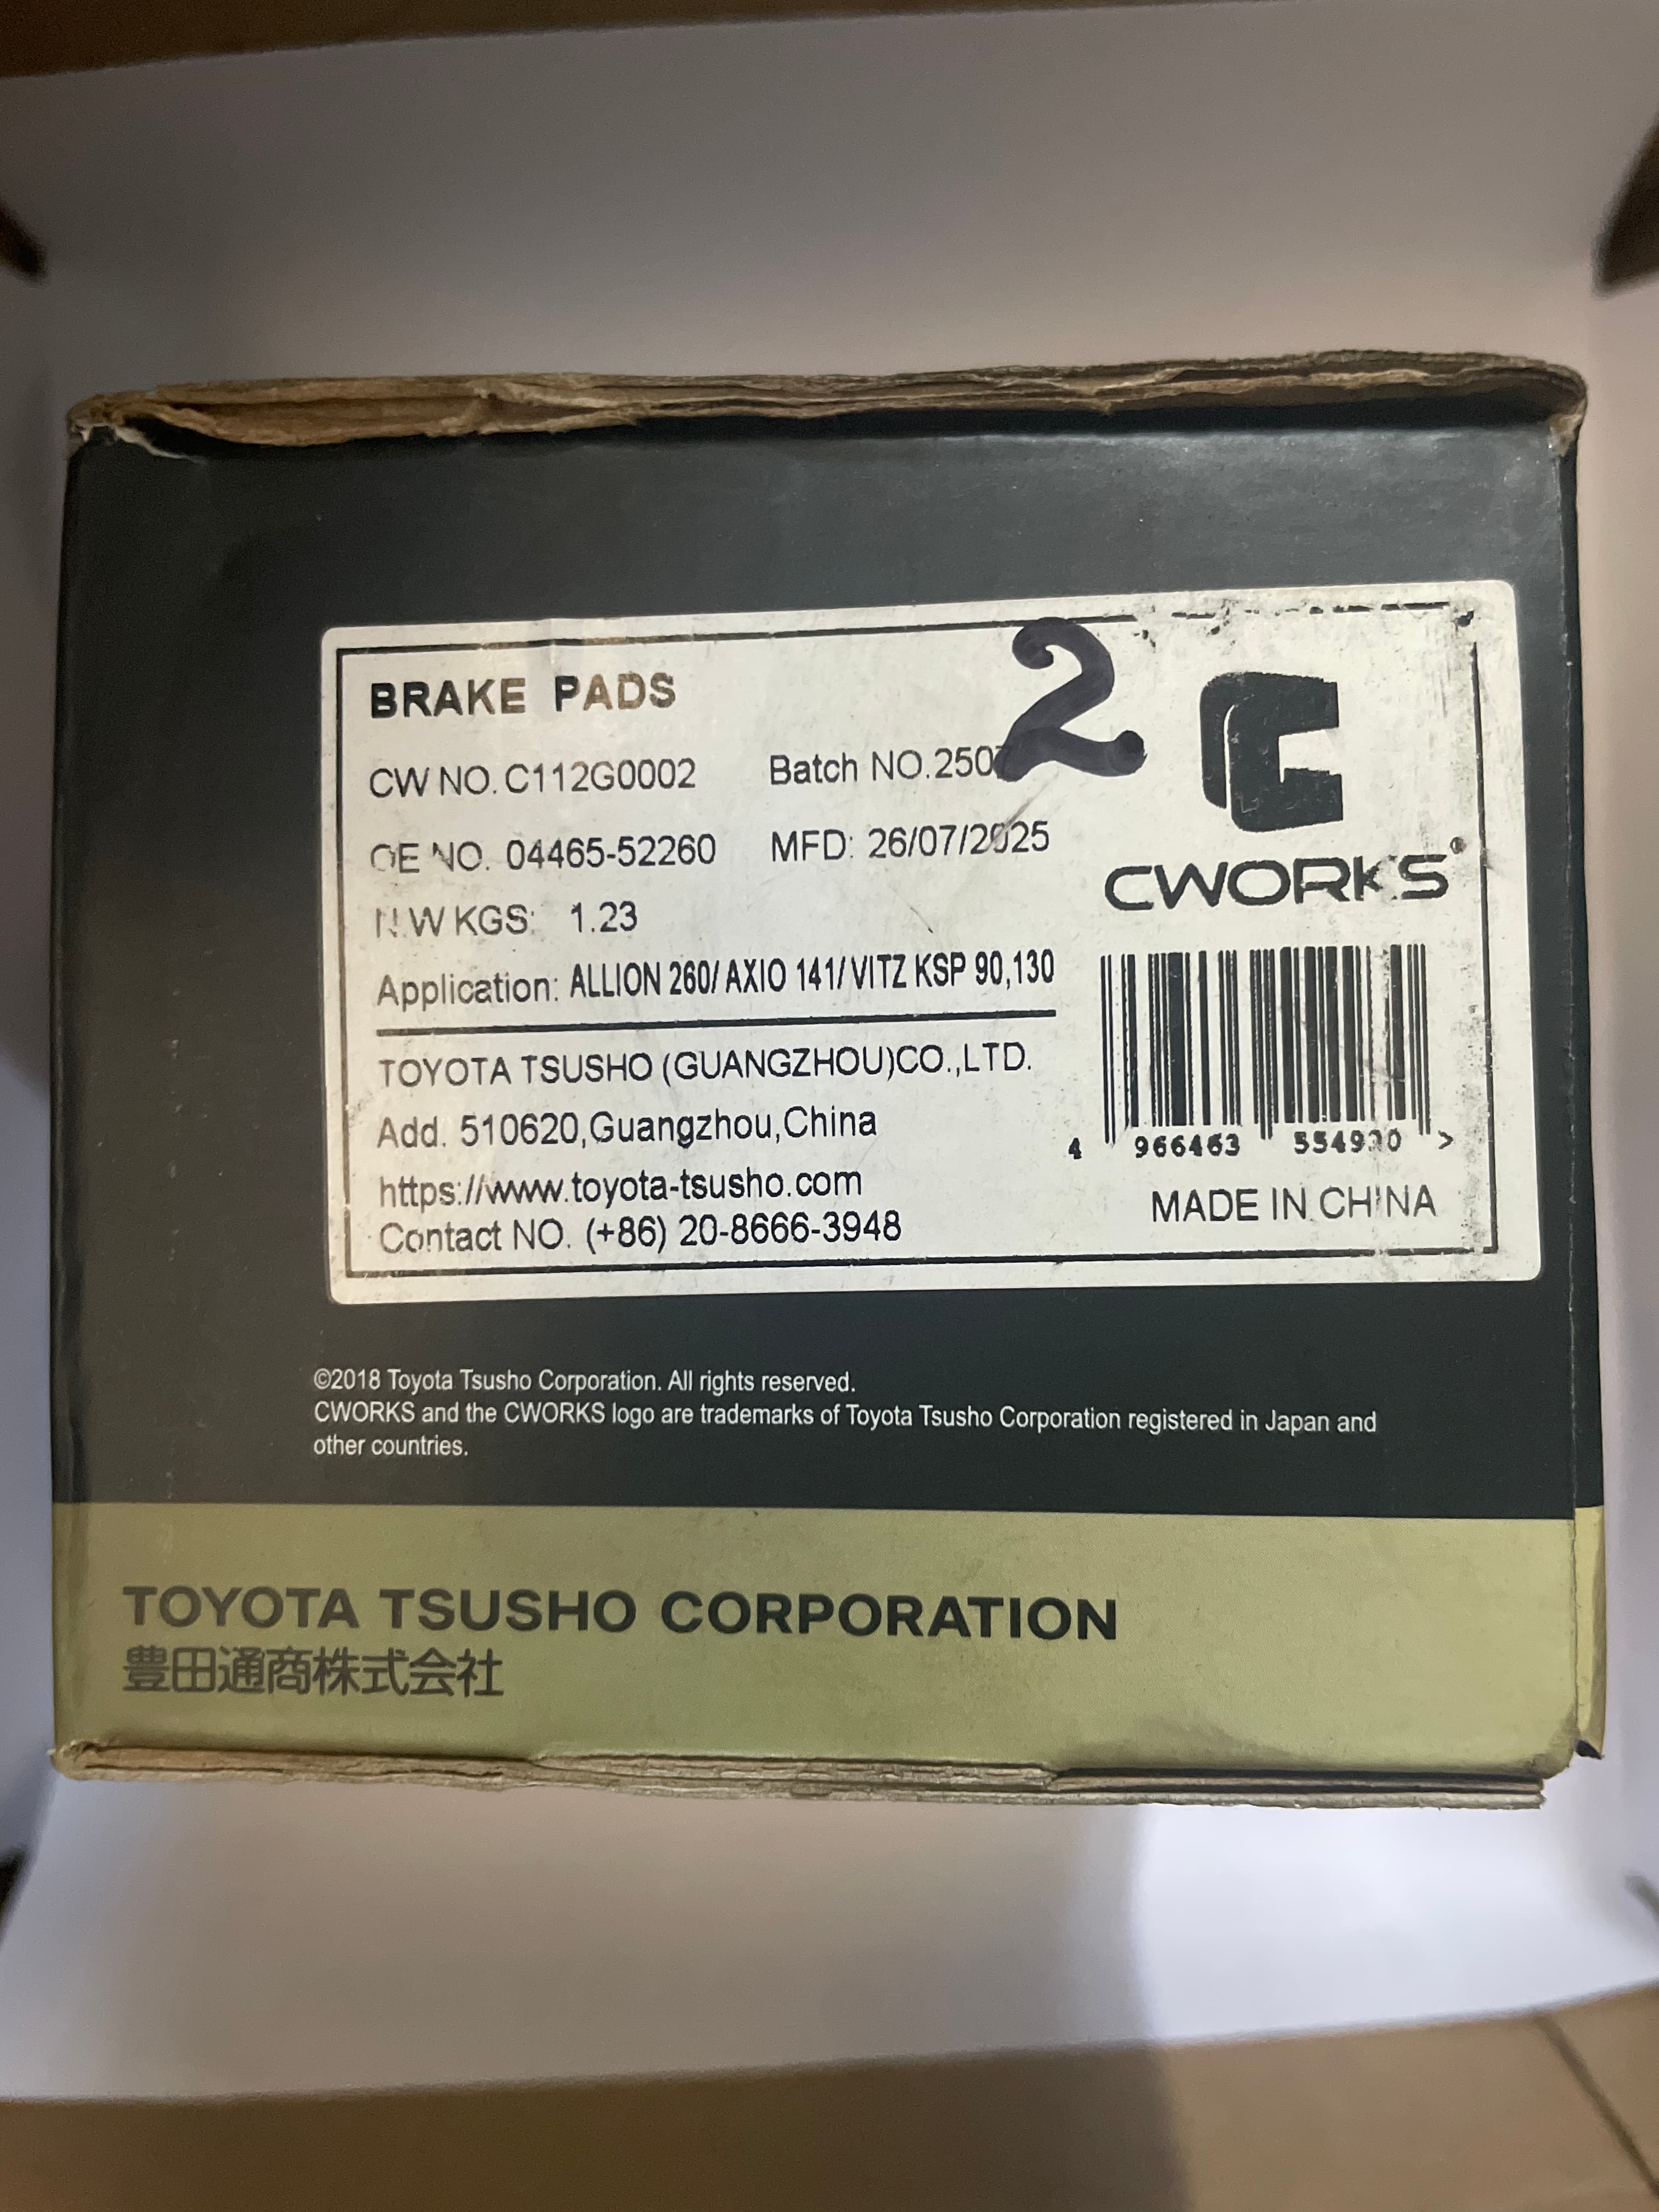 BRAKE PADS
2
CW NO. C112G0002
Batch NO.
OE NO. 04465-52260
MFD: 26/07/2025
N.W KGS: 1.23
Application: ALLION 260/ AXIO 141/ VITZ KSP 90,130
CWORKS
TOYOTA TSUSHO (GUANGZHOU)CO.,LTD.
Add. 510620,Guangzhou,China
https://www.toyota-tsusho.com
Contact NO. (+86) 20-8666-3948
4 966463 >
MADE IN CHINA
©2018 Toyota Tsusho Corporation. All rights reserved.
CWORKS and the CWORKS logo are trademarks of Toyota Tsusho Corporation registered in Japan and
other countries.
TOYOTA TSUSHO CORPORATION
豊田通商株式会社